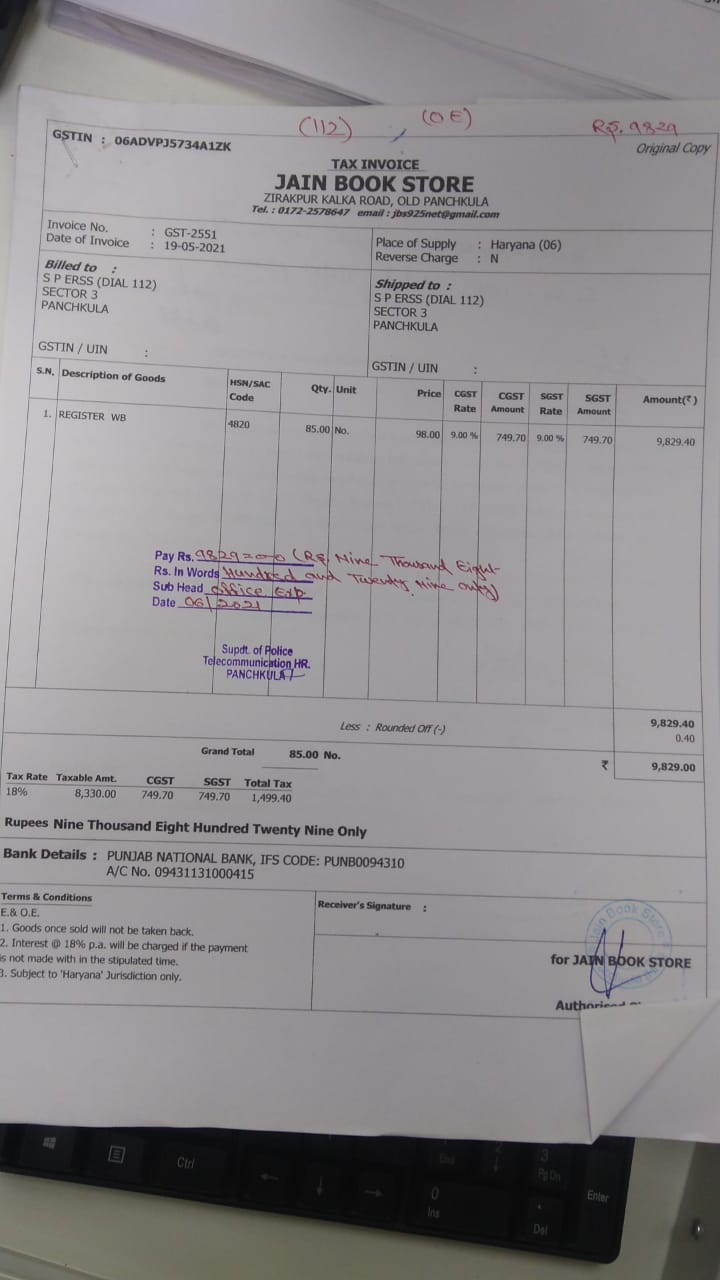 (112) (OE) Rs. 9829
GSTIN : 06ADVPJ5734A1ZK
Original Copy
TAX INVOICE
JAIN BOOK STORE
ZIRAKPUR KALKA ROAD, OLD PANCHKULA
Tel. : 0172-2578647 email : jbs925net@gmail.com
Invoice No. : GST-2551
Date of Invoice : 19-05-2021
Place of Supply : Haryana (06)
Reverse Charge : N
Billed to :
S P ERSS (DIAL 112)
SECTOR 3
PANCHKULA
GSTIN / UIN :
Shipped to :
S P ERSS (DIAL 112)
SECTOR 3
PANCHKULA
GSTIN / UIN :
S.N. Description of Goods HSN/SAC Code Qty. Unit Price CGST Rate CGST Amount SGST Rate SGST Amount Amount(₹)
1. REGISTER WB 4820 85.00 No. 98.00 9.00 % 749.70 9.00 % 749.70 9,829.40
Pay Rs. 9829=00 (Rs. Nine Thousand Eight-
Rs. In Words Hundred and Twenty Nine only)
Sub Head office Exp.
Date 06/2021
Supdt. of Police
Telecommunication HR.
PANCHKULA
9,829.40
Less : Rounded Off (-) 0.40
Grand Total 85.00 No. ₹ 9,829.00
Tax Rate Taxable Amt. CGST SGST Total Tax
18% 8,330.00 749.70 749.70 1,499.40
Rupees Nine Thousand Eight Hundred Twenty Nine Only
Bank Details : PUNJAB NATIONAL BANK, IFS CODE: PUNB0094310
A/C No. 09431131000415
Terms & Conditions
E.& O.E.
1. Goods once sold will not be taken back.
2. Interest @ 18% p.a. will be charged if the payment
is not made with in the stipulated time.
3. Subject to 'Haryana' Jurisdiction only.
Receiver's Signature :
Jain Book Store
for JAIN BOOK STORE
Ctrl
End
0
Ins
3
Pg Dn
.
Del
Enter